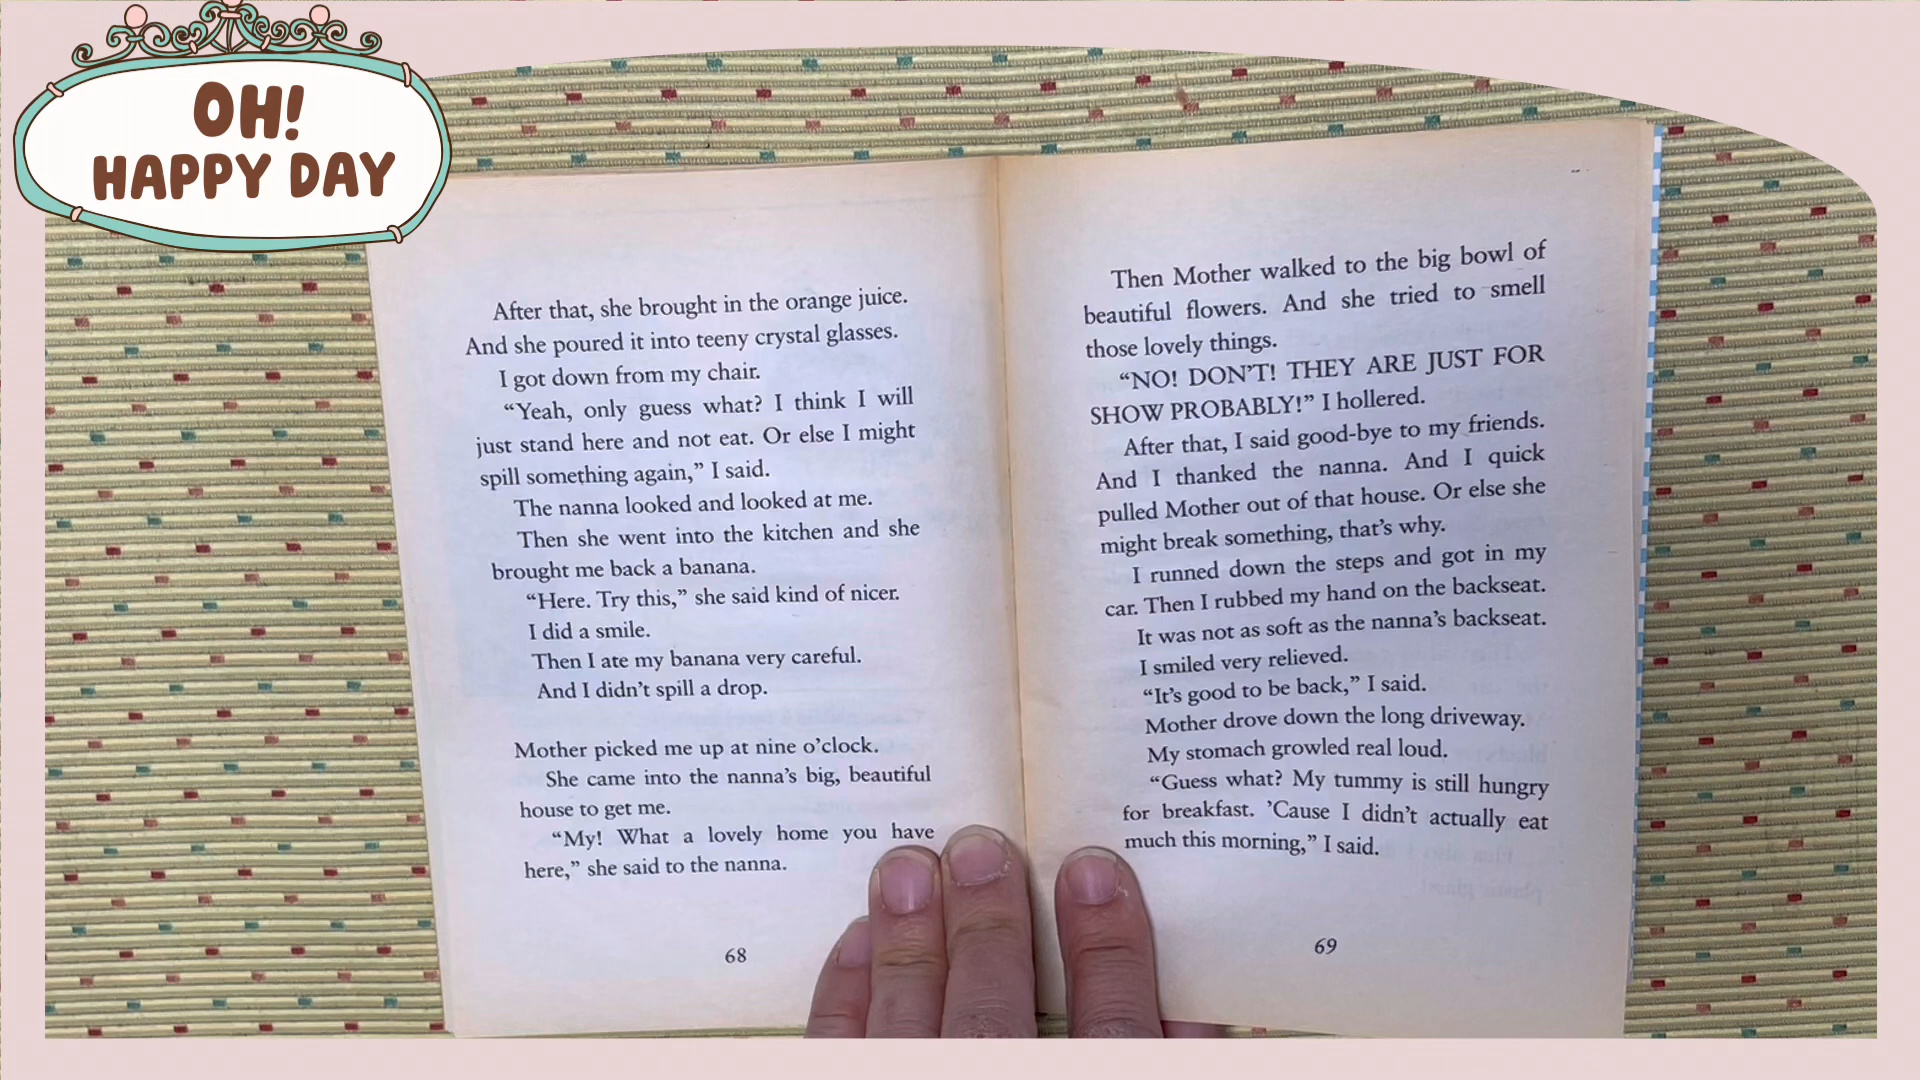 OH!
HAPPY DAY
After that, she brought in the orange juice.
And she poured it into teeny crystal glasses.
I got down from my chair.
“Yeah, only guess what? I think I will
just stand here and not eat. Or else I might
spill something again,” I said.
The nanna looked and looked at me.
Then she went into the kitchen and she
brought me back a banana.
“Here. Try this,” she said kind of nicer.
I did a smile.
Then I ate my banana very careful.
And I didn’t spill a drop.
Mother picked me up at nine o’clock.
She came into the nanna’s big, beautiful
house to get me.
“My! What a lovely home you have
here,” she said to the nanna.
68
Then Mother walked to the big bowl of
beautiful flowers. And she tried to smell
those lovely things.
“NO! DON’T! THEY ARE JUST FOR
SHOW PROBABLY!” I hollered.
After that, I said good-bye to my friends.
And I thanked the nanna. And I quick
pulled Mother out of that house. Or else she
might break something, that’s why.
I runned down the steps and got in my
car. Then I rubbed my hand on the backseat.
It was not as soft as the nanna’s backseat.
I smiled very relieved.
“It’s good to be back,” I said.
Mother drove down the long driveway.
My stomach growled real loud.
“Guess what? My tummy is still hungry
for breakfast. ’Cause I didn’t actually eat
much this morning,” I said.
69